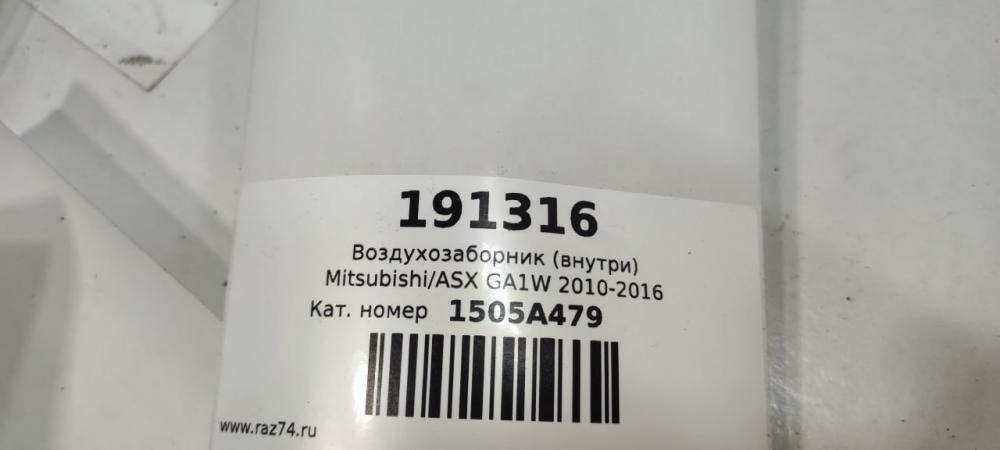 191316
Воздухозаборник (внутри)
Mitsubishi/ASX GA1W 2010-2016
Кат. номер 1505A479
www.raz74.ru